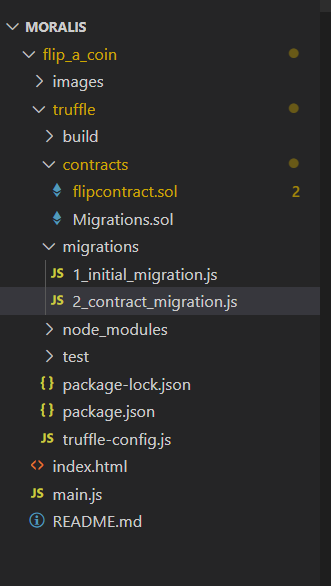 MORALIS
flip_a_coin
images
truffle
build
contracts
flipcontract.sol 2
Migrations.sol
migrations
JS 1_initial_migration.js
JS 2_contract_migration.js
node_modules
test
{} package-lock.json
{} package.json
JS truffle-config.js
<> index.html
JS main.js
README.md